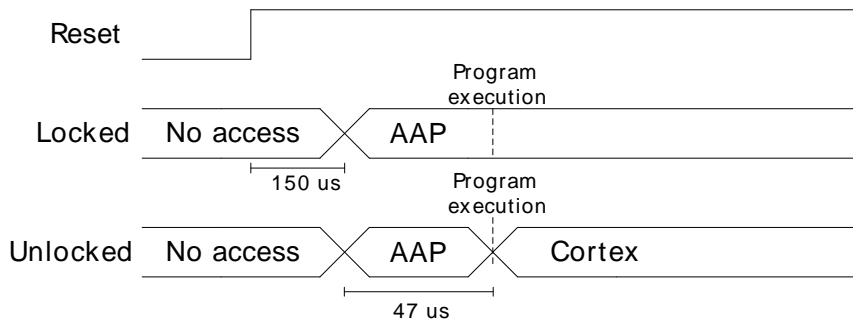 Reset
Program
execution
Locked
No access
AAP
150 us
Program
execution
Unlocked
No access
AAP
Cortex
47 us